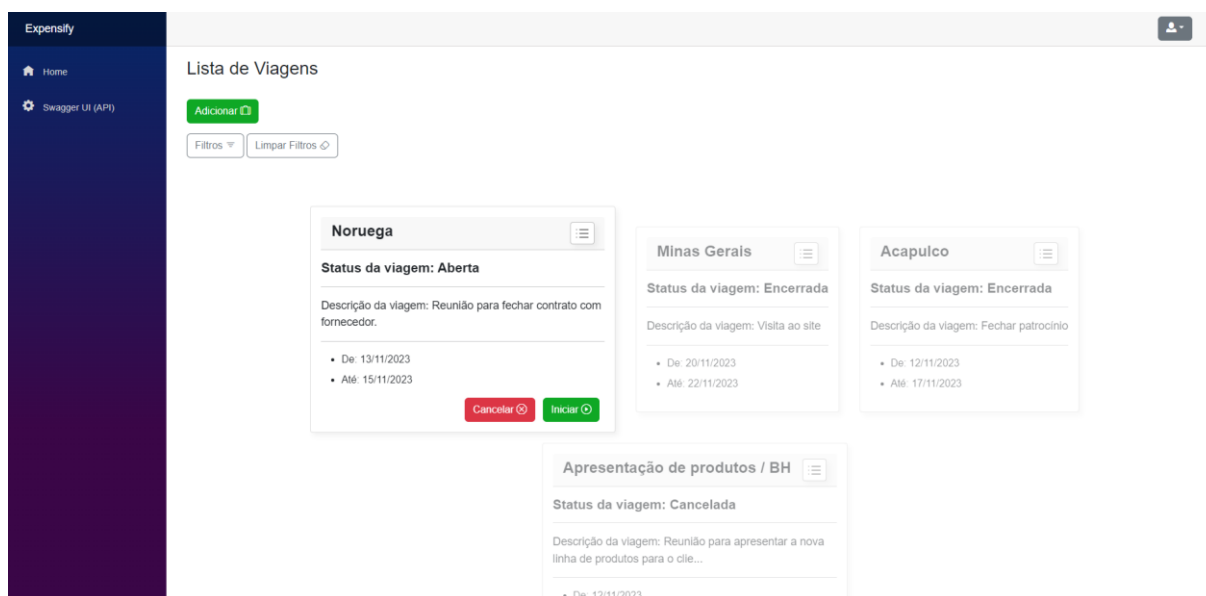 Expensify
Home
Swagger UI (API)
Lista de Viagens
Adicionar
Filtros
Limpar Filtros
Noruega
Status da viagem: Aberta
Descrição da viagem: Reunião para fechar contrato com
fornecedor.
De: 13/11/2023
Até: 15/11/2023
Cancelar
Iniciar
Minas Gerais
Status da viagem: Encerrada
Descrição da viagem: Visita ao site
De: 20/11/2023
Até: 22/11/2023
Acapulco
Status da viagem: Encerrada
Descrição da viagem: Fechar patrocínio
De: 12/11/2023
Até: 17/11/2023
Apresentação de produtos / BH
Status da viagem: Cancelada
Descrição da viagem: Reunião para apresentar a nova
linha de produtos para o clie...
De: 12/11/2023